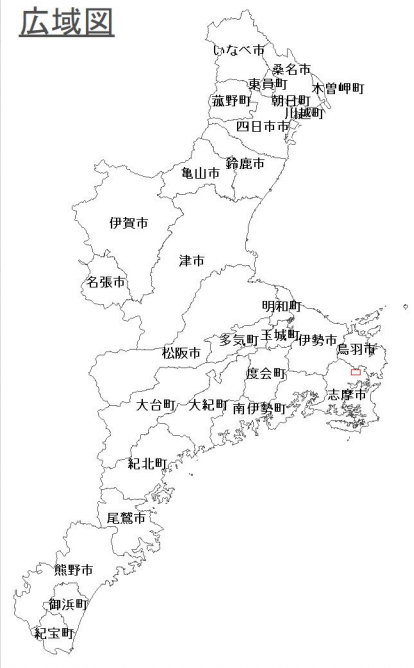 広域図
いなべ市
桑名市
東員町
木曽岬町
菰野町
朝日町
川越町
四日市市
鈴鹿市
亀山市
伊賀市
津市
名張市
明和町
玉城町
伊勢市
多気町
鳥羽市
松阪市
度会町
志摩市
大台町
大紀町
南伊勢町
紀北町
尾鷲市
熊野市
御浜町
紀宝町